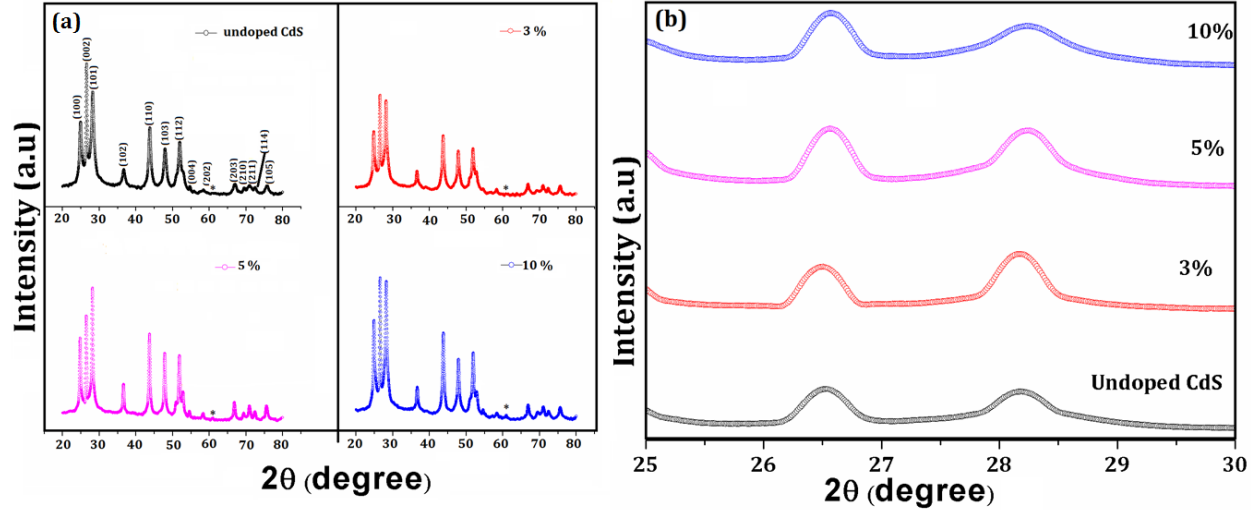 (a)
undoped CdS
3 %
(100)
(002)
(101)
(102)
(110)
(103)
(112)
(004)
(202)
*
(203)
(210)
(211)
(114)
(105)
*
20 30 40 50 60 70 80
20 30 40 50 60 70 80
5 %
10 %
*
*
20 30 40 50 60 70 80
20 30 40 50 60 70 80
Intensity (a.u)
2θ (degree)
(b)
10%
5%
3%
Undoped CdS
25 26 27 28 29 30
Intensity (a.u)
2θ (degree)